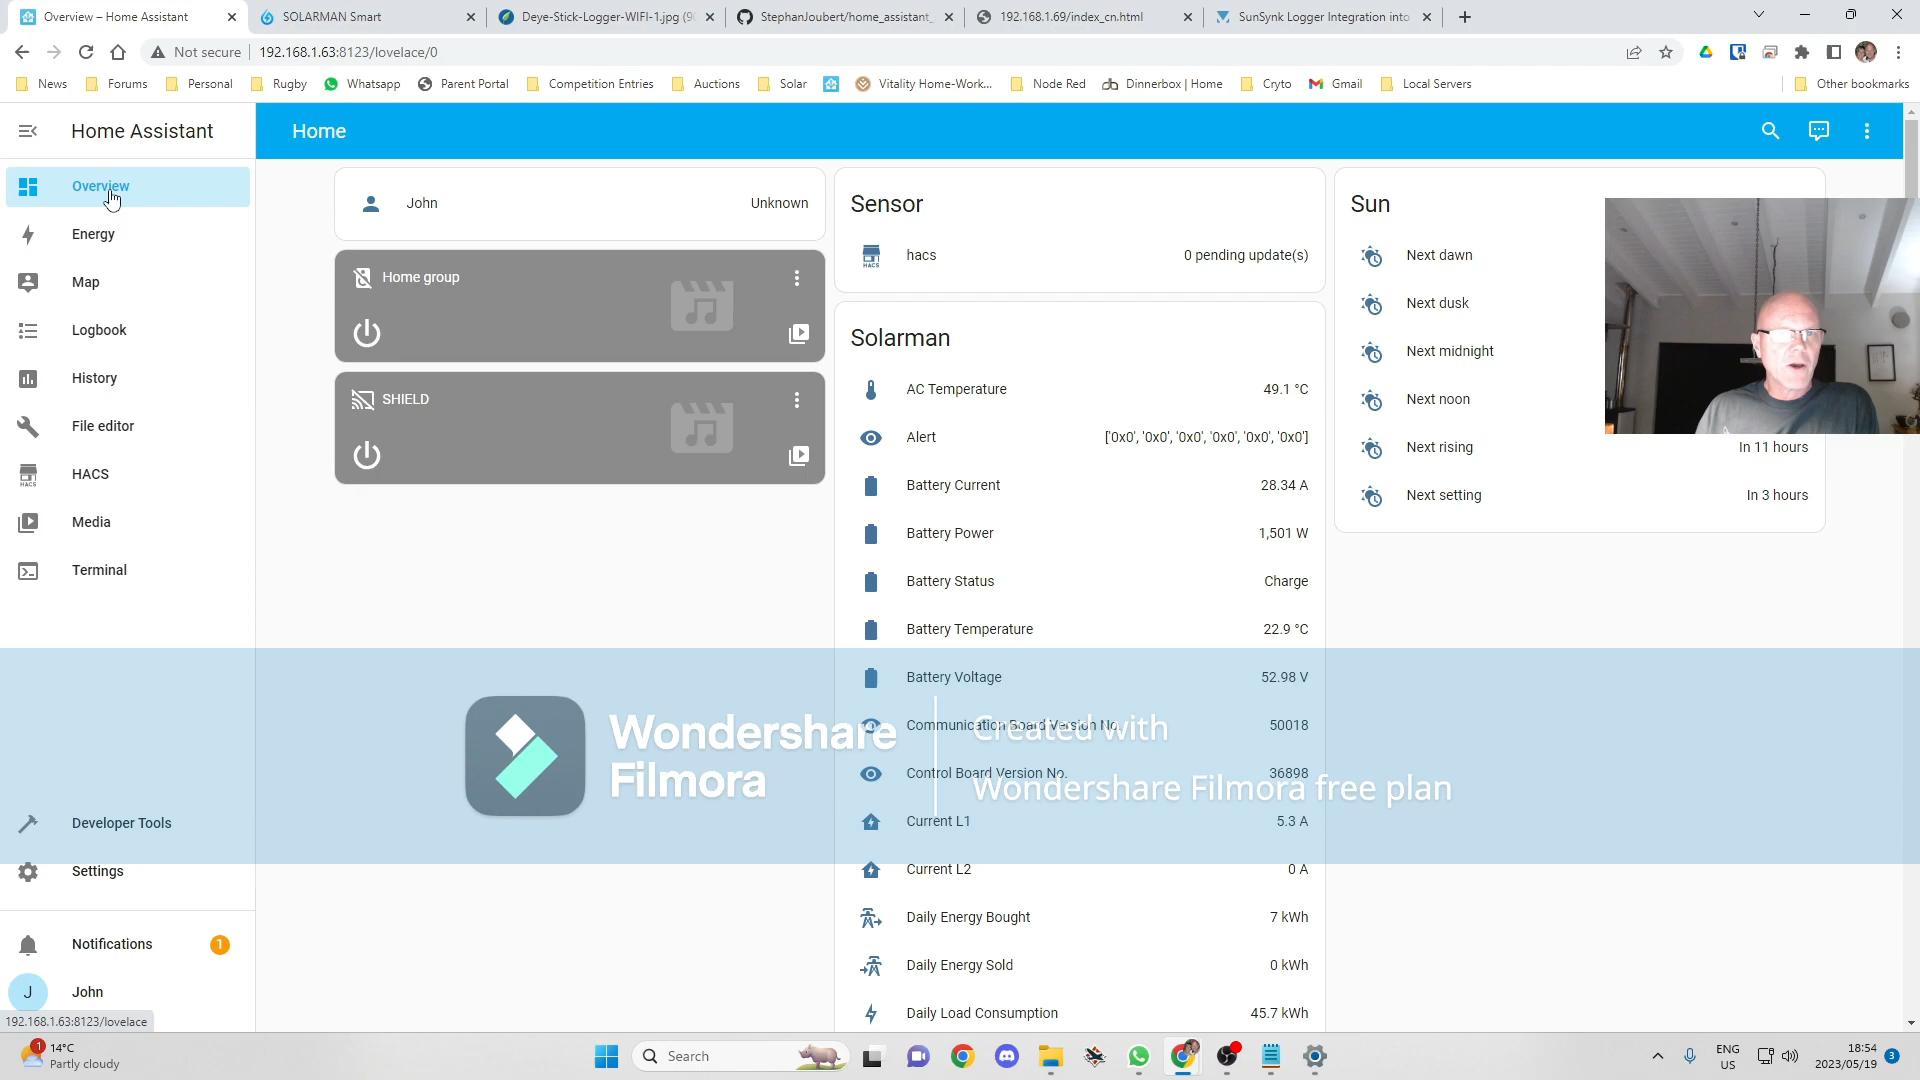 Overview – Home Assistant
SOLARMAN Smart
Deye-Stick-Logger-WIFI-1.jpg (9
StephanJoubert/home_assistant_
192.168.1.69/index_cn.html
SunSynk Logger Integration into
Not secure
192.168.1.63:8123/lovelace/0
News
Forums
Personal
Rugby
Whatsapp
Parent Portal
Competition Entries
Auctions
Solar
Vitality Home-Work...
Node Red
Dinnerbox | Home
Cryto
Gmail
Local Servers
Other bookmarks
Home Assistant
Home
Overview
Energy
Map
Logbook
History
File editor
HACS
Media
Terminal
Developer Tools
Settings
Notifications
1
J
John
192.168.1.63:8123/lovelace
John
Unknown
Home group
SHIELD
Sensor
HACS
hacs
0 pending update(s)
Solarman
AC Temperature
49.1 °C
Alert
['0x0', '0x0', '0x0', '0x0', '0x0', '0x0']
Battery Current
28.34 A
Battery Power
1,501 W
Battery Status
Charge
Battery Temperature
22.9 °C
Battery Voltage
52.98 V
Communication Board Version No.
50018
Control Board Version No.
36898
Current L1
5.3 A
Current L2
0 A
Daily Energy Bought
7 kWh
Daily Energy Sold
0 kWh
Daily Load Consumption
45.7 kWh
Sun
Next dawn
Next dusk
Next midnight
Next noon
Next rising
In 11 hours
Next setting
In 3 hours
Wondershare
Filmora
Created with
Wondershare Filmora free plan
1
14°C
Partly cloudy
Search
ENG
US
18:54
2023/05/19
3